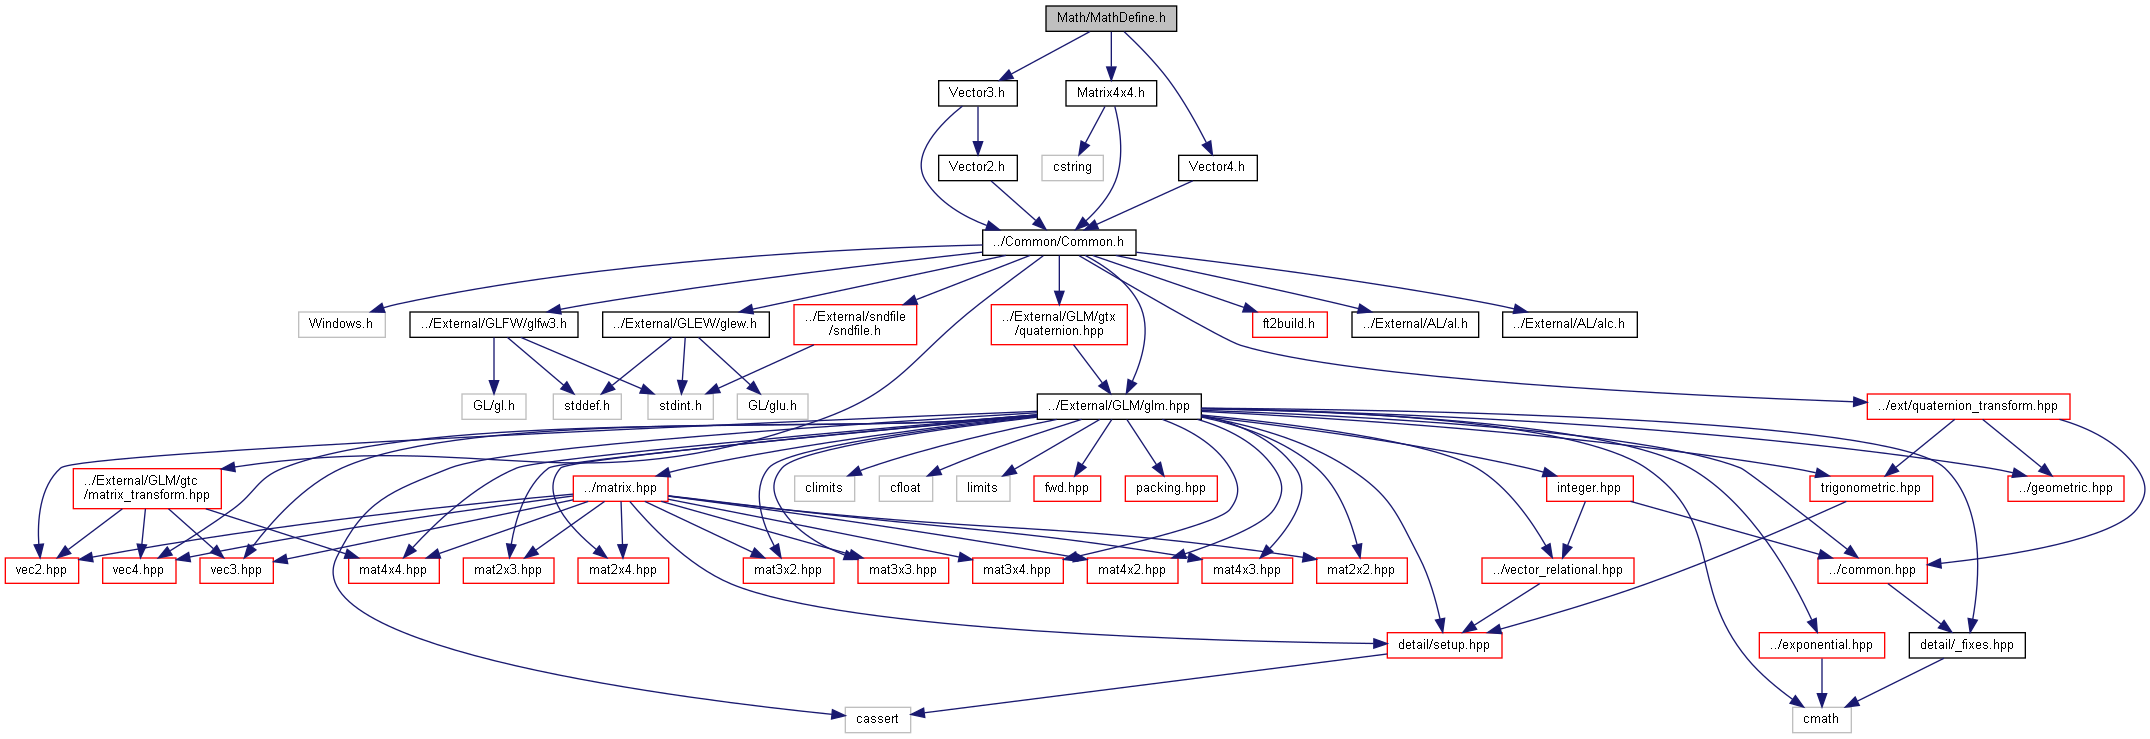 Math/MathDefine.h
Vector3.h
Matrix4x4.h
Vector2.h
cstring
Vector4.h
../Common/Common.h
Windows.h
../External/GLFW/glfw3.h
../External/GLEW/glew.h
../External/sndfile
/sndfile.h
../External/GLM/gtx
/quaternion.hpp
ft2build.h
../External/AL/al.h
../External/AL/alc.h
GL/gl.h
stddef.h
stdint.h
GL/glu.h
../External/GLM/glm.hpp
../ext/quaternion_transform.hpp
../External/GLM/gtc
/matrix_transform.hpp
../matrix.hpp
climits
cfloat
limits
fwd.hpp
packing.hpp
integer.hpp
trigonometric.hpp
../geometric.hpp
vec2.hpp
vec4.hpp
vec3.hpp
mat4x4.hpp
mat2x3.hpp
mat2x4.hpp
mat3x2.hpp
mat3x3.hpp
mat3x4.hpp
mat4x2.hpp
mat4x3.hpp
mat2x2.hpp
../vector_relational.hpp
../common.hpp
detail/setup.hpp
../exponential.hpp
detail/_fixes.hpp
cassert
cmath